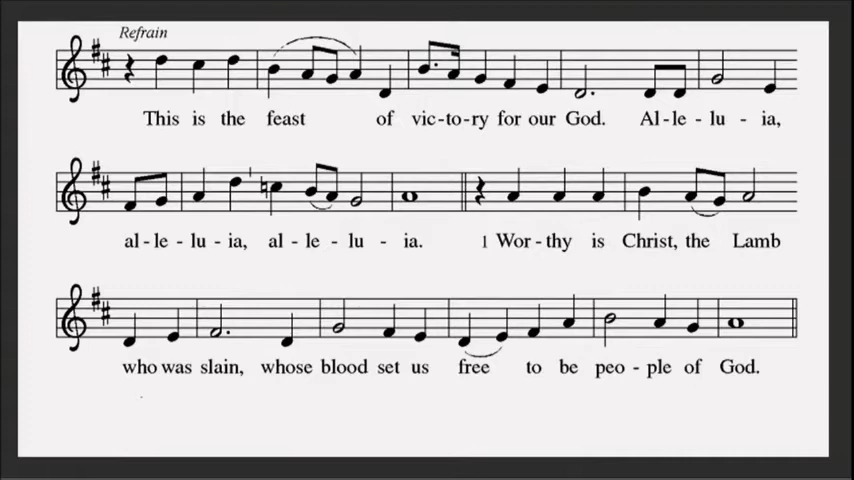 Refrain
This is the feast of vic-to-ry for our God. Al-le-lu-ia,
al-le-lu-ia, al-le-lu-ia. 1 Wor-thy is Christ, the Lamb
who was slain, whose blood set us free to be peo-ple of God.